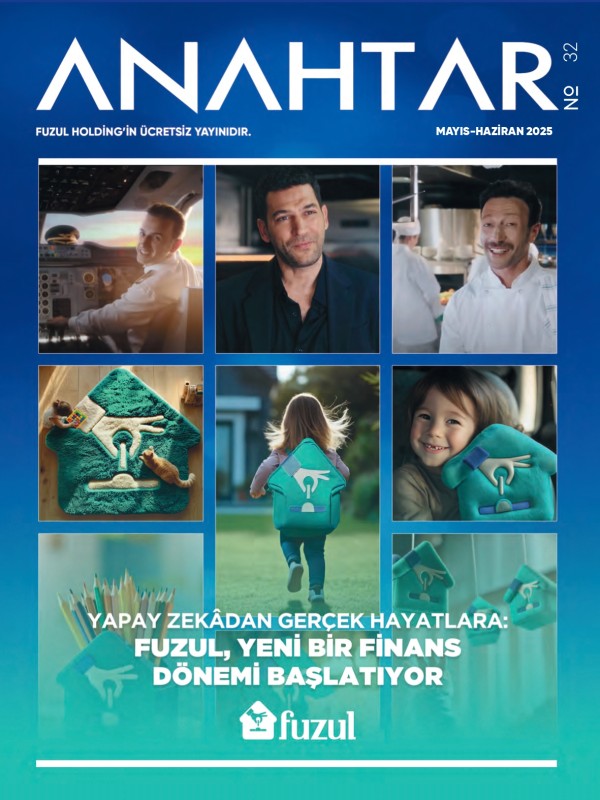 ANAHTAR
NO 32
FUZUL HOLDİNG'İN ÜCRETSİZ YAYINIDIR.
MAYIS-HAZİRAN 2025
YAPAY ZEKÂDAN GERÇEK HAYATLARA:
FUZUL, YENİ BİR FİNANS
DÖNEMİ BAŞLATIYOR
fuzul